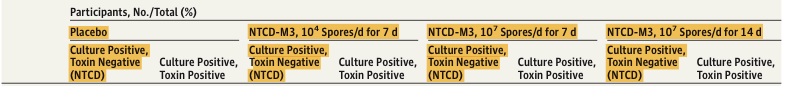 Participants, No./Total (%)
Placebo NTCD-M3, 10⁴ Spores/d for 7 d NTCD-M3, 10⁷ Spores/d for 7 d NTCD-M3, 10⁷ Spores/d for 14 d
Culture Positive, Culture Positive, Culture Positive, Culture Positive,
Toxin Negative Culture Positive, Toxin Negative Culture Positive, Toxin Negative Culture Positive, Toxin Negative Culture Positive,
(NTCD) Toxin Positive (NTCD) Toxin Positive (NTCD) Toxin Positive (NTCD) Toxin Positive